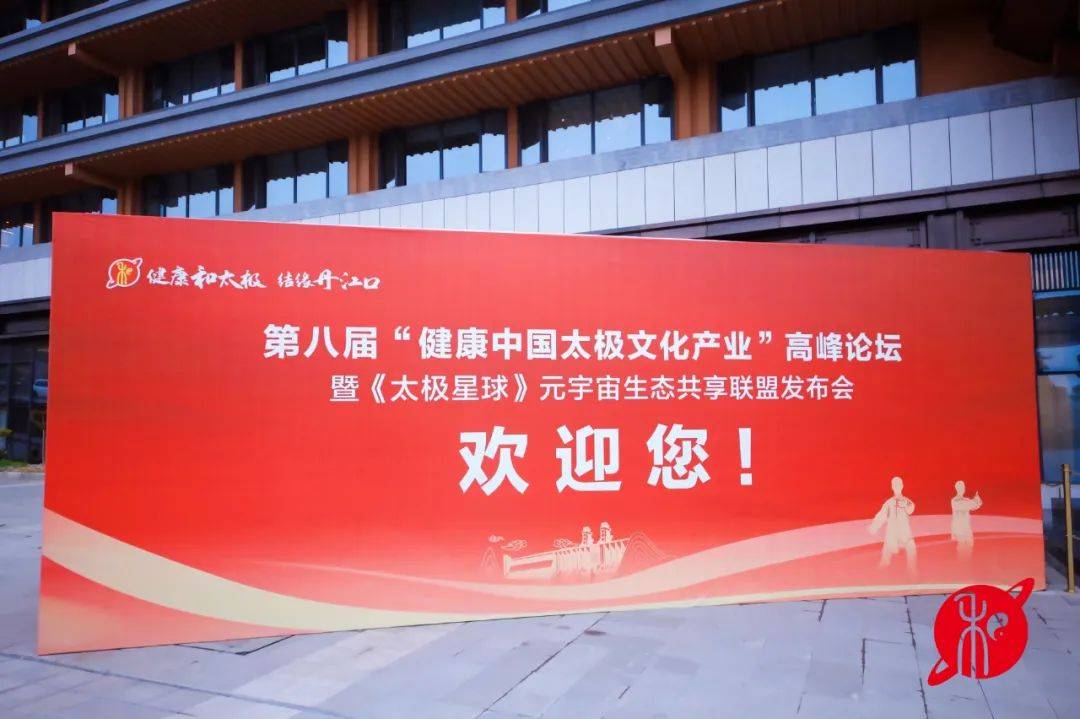 健康和太极 结缘丹江口
第八届“健康中国太极文化产业”高峰论坛
暨《太极星球》元宇宙生态共享联盟发布会
欢迎您！
和